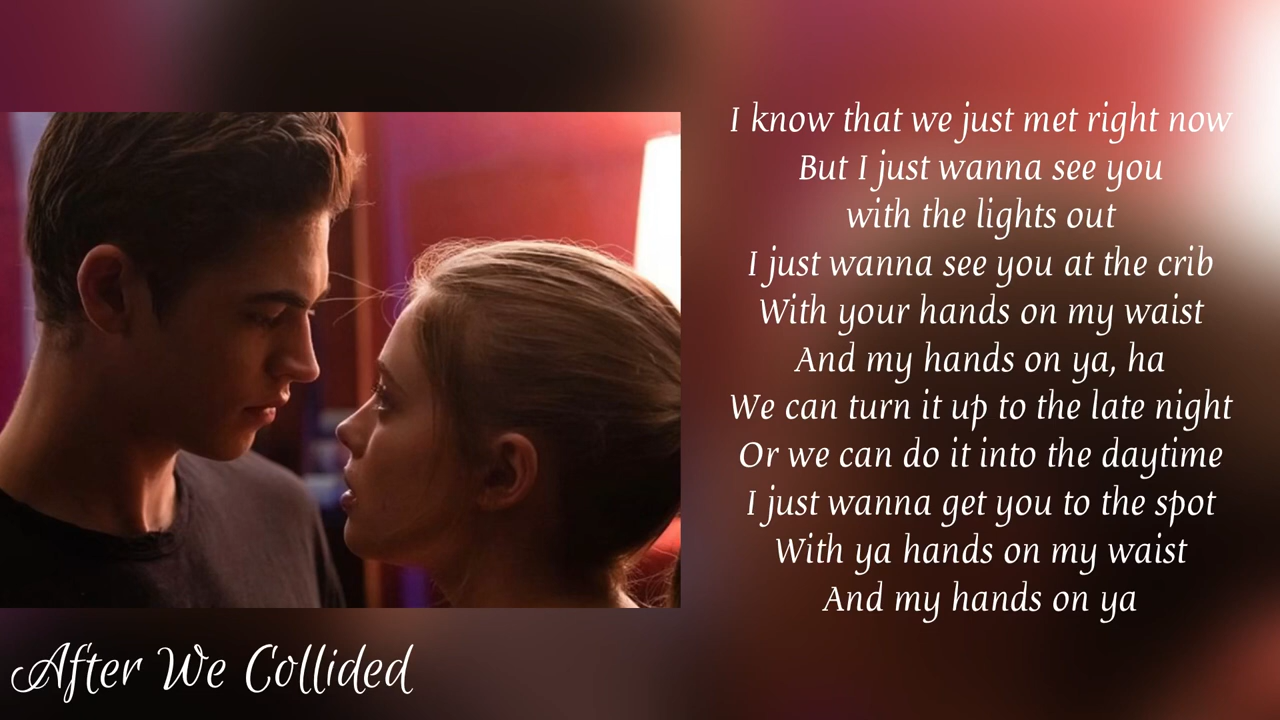 I know that we just met right now
But I just wanna see you
with the lights out
I just wanna see you at the crib
With your hands on my waist
And my hands on ya, ha
We can turn it up to the late night
Or we can do it into the daytime
I just wanna get you to the spot
With ya hands on my waist
And my hands on ya
After We Collided